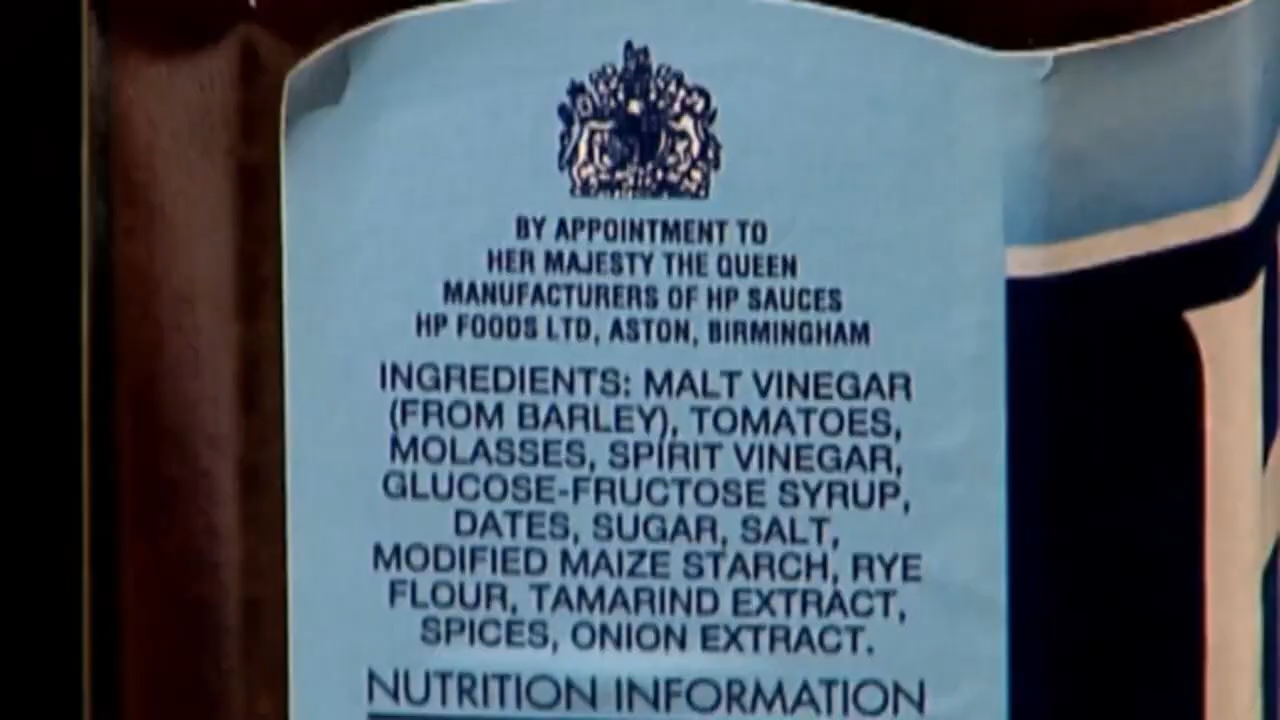 BY APPOINTMENT TO
HER MAJESTY THE QUEEN
MANUFACTURERS OF HP SAUCES
HP FOODS LTD, ASTON, BIRMINGHAM
INGREDIENTS: MALT VINEGAR
(FROM BARLEY), TOMATOES,
MOLASSES, SPIRIT VINEGAR,
GLUCOSE-FRUCTOSE SYRUP,
DATES, SUGAR, SALT,
MODIFIED MAIZE STARCH, RYE
FLOUR, TAMARIND EXTRACT,
SPICES, ONION EXTRACT.
NUTRITION INFORMATION